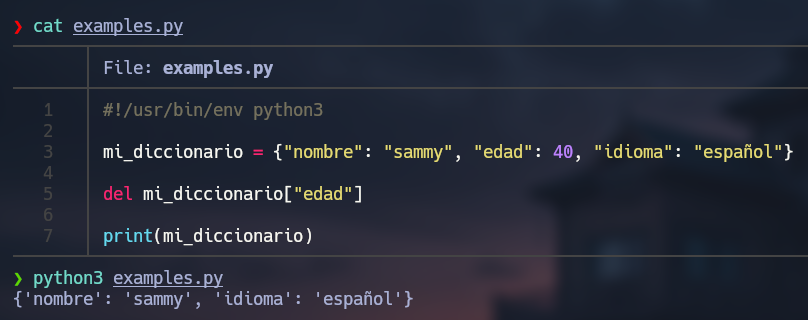 ❯ cat examples.py
File: examples.py
1 #!/usr/bin/env python3
2
3 mi_diccionario = {"nombre": "sammy", "edad": 40, "idioma": "español"}
4
5 del mi_diccionario["edad"]
6
7 print(mi_diccionario)
❯ python3 examples.py
{'nombre': 'sammy', 'idioma': 'español'}